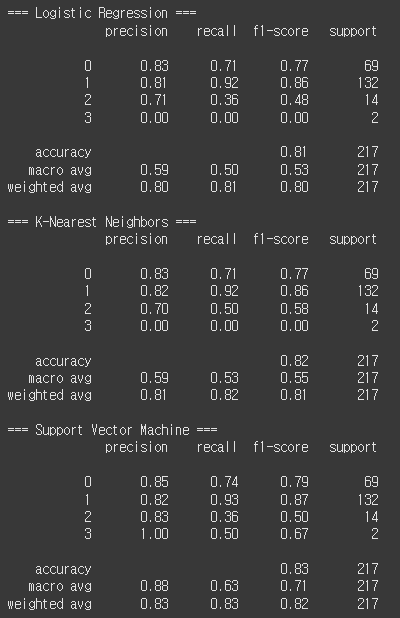 === Logistic Regression ===
precision recall f1-score support
0 0.83 0.71 0.77 69
1 0.81 0.92 0.86 132
2 0.71 0.36 0.48 14
3 0.00 0.00 0.00 2
accuracy 0.81 217
macro avg 0.59 0.50 0.53 217
weighted avg 0.80 0.81 0.80 217
=== K-Nearest Neighbors ===
precision recall f1-score support
0 0.83 0.71 0.77 69
1 0.82 0.92 0.86 132
2 0.70 0.50 0.58 14
3 0.00 0.00 0.00 2
accuracy 0.82 217
macro avg 0.59 0.53 0.55 217
weighted avg 0.81 0.82 0.81 217
=== Support Vector Machine ===
precision recall f1-score support
0 0.85 0.74 0.79 69
1 0.82 0.93 0.87 132
2 0.83 0.36 0.50 14
3 1.00 0.50 0.67 2
accuracy 0.83 217
macro avg 0.88 0.63 0.71 217
weighted avg 0.83 0.83 0.82 217